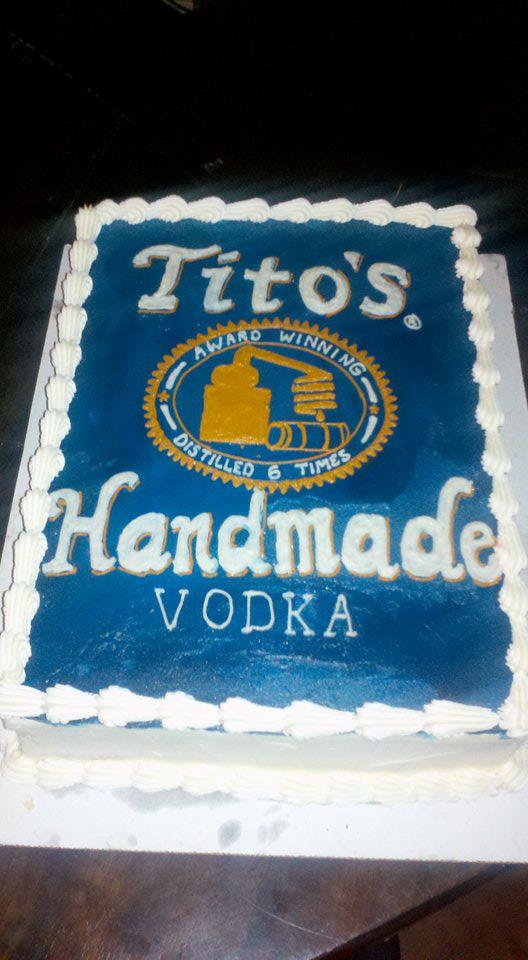 Tito's®
AWARD WINNING
DISTILLED 6 TIMES
Handmade
VODKA